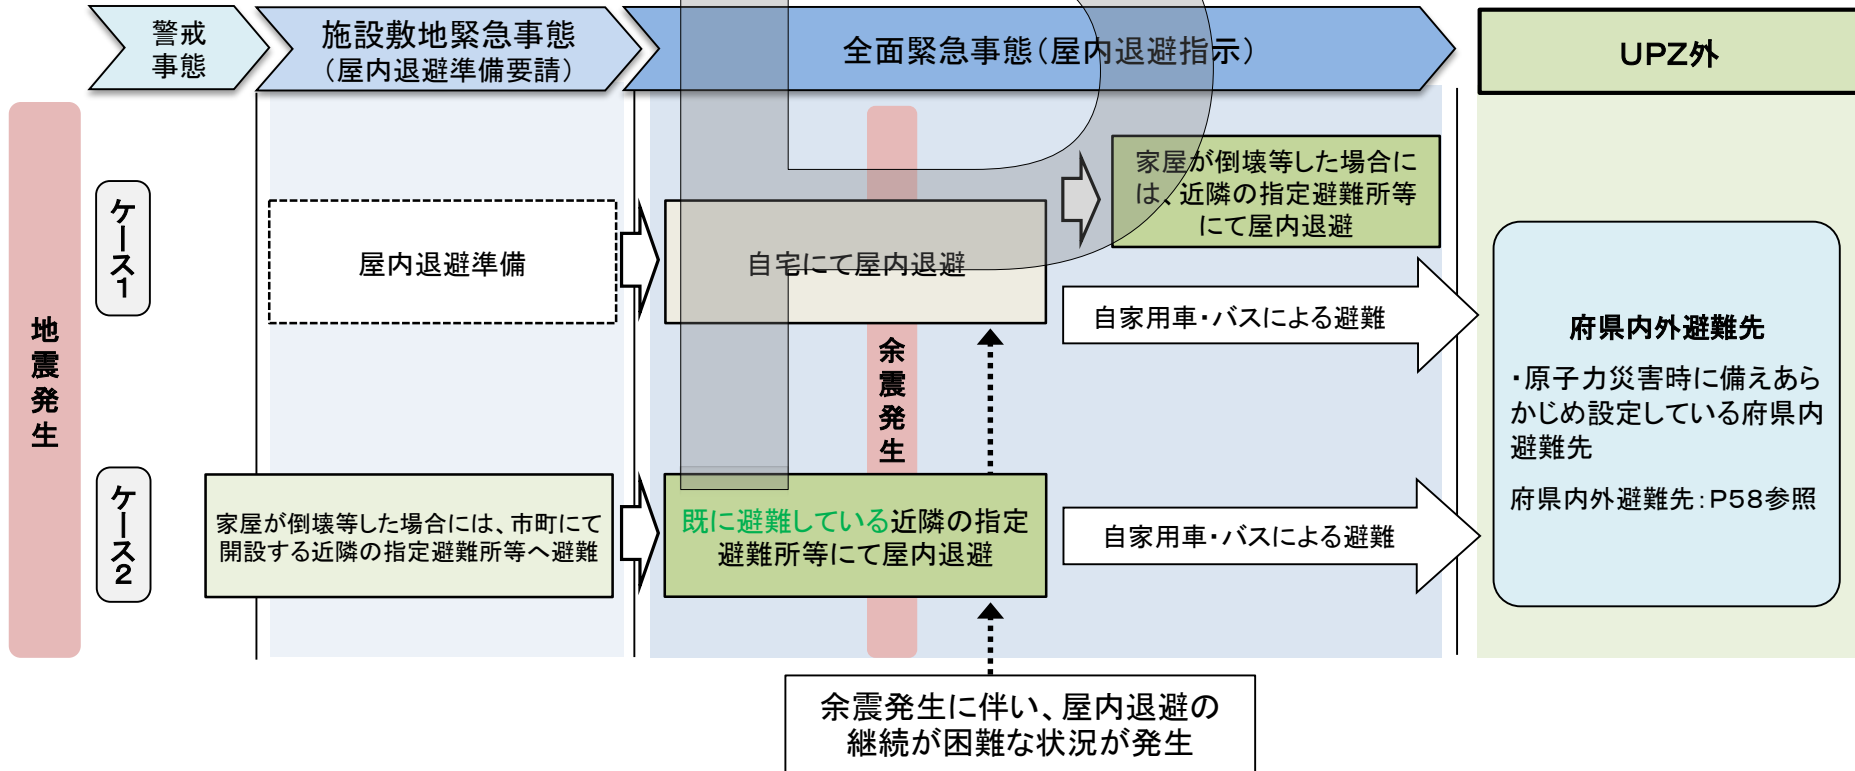 警戒
事態
施設敷地緊急事態
（屋内退避準備要請）
全面緊急事態（屋内退避指示）
UPZ外
地震発生
ケース1
屋内退避準備
自宅にて屋内退避
家屋が倒壊等した場合に
は、近隣の指定避難所等
にて屋内退避
自家用車・バスによる避難
余震発生
府県内外避難先
・原子力災害時に備えあら
かじめ設定している府県内
避難先
府県内外避難先：P58参照
ケース2
家屋が倒壊等した場合には、市町にて
開設する近隣の指定避難所等へ避難
既に避難している近隣の指定
避難所等にて屋内退避
自家用車・バスによる避難
余震発生に伴い、屋内退避の
継続が困難な状況が発生